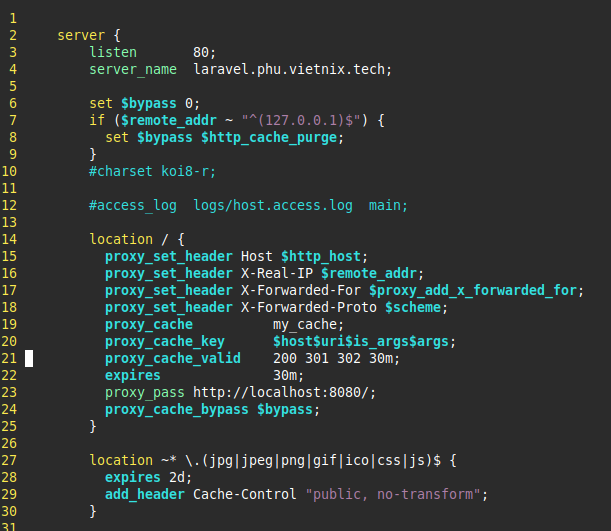 1
2 server {
3 listen 80;
4 server_name laravel.phu.vietnix.tech;
5
6 set $bypass 0;
7 if ($remote_addr ~ "^(127.0.0.1)$") {
8 set $bypass $http_cache_purge;
9 }
10 #charset koi8-r;
11
12 #access_log logs/host.access.log main;
13
14 location / {
15 proxy_set_header Host $http_host;
16 proxy_set_header X-Real-IP $remote_addr;
17 proxy_set_header X-Forwarded-For $proxy_add_x_forwarded_for;
18 proxy_set_header X-Forwarded-Proto $scheme;
19 proxy_cache my_cache;
20 proxy_cache_key $host$uri$is_args$args;
21 proxy_cache_valid 200 301 302 30m;
22 expires 30m;
23 proxy_pass http://localhost:8080/;
24 proxy_cache_bypass $bypass;
25 }
26
27 location ~* \.(jpg|jpeg|png|gif|ico|css|js)$ {
28 expires 2d;
29 add_header Cache-Control "public, no-transform";
30 }
31